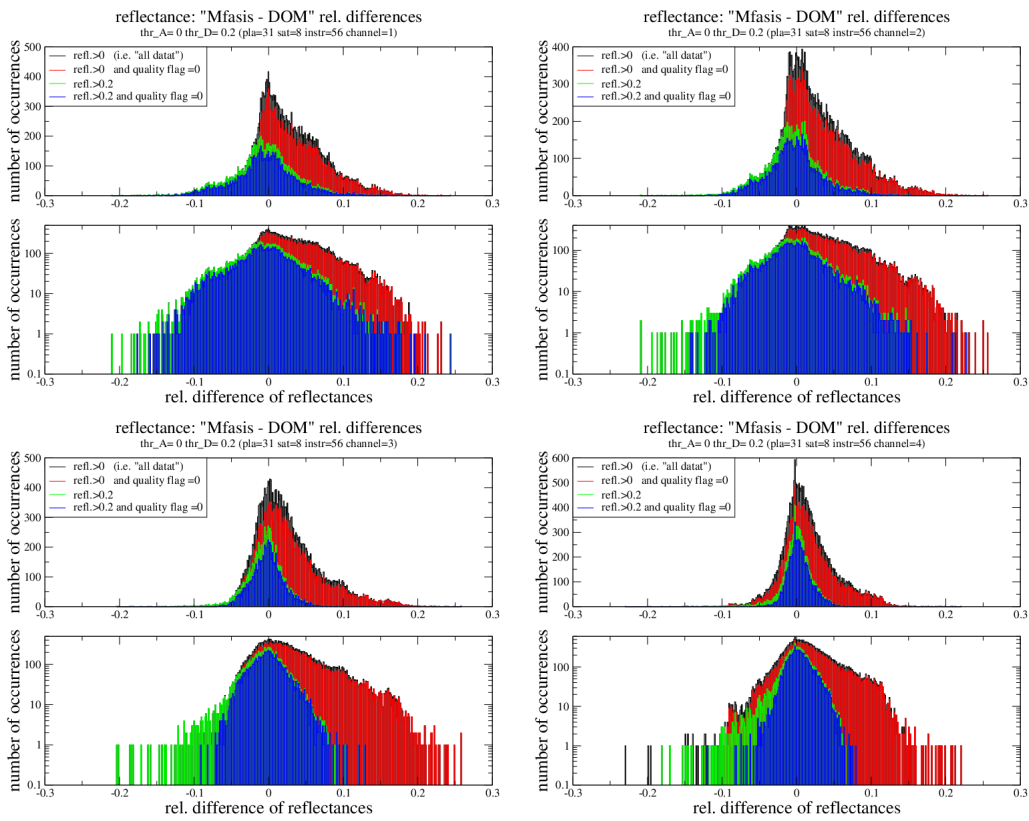 reflectance: "Mfasis - DOM" rel. differences
thr_A= 0 thr_D= 0.2 (pla=31 sat=8 instr=56 channel=1)
number of occurrences
500
400
300
200
100
0
refl.>0 (i.e. "all datat")
refl.>0 and quality flag =0
refl.>0.2
refl.>0.2 and quality flag =0
-0.3 -0.2 -0.1 0 0.1 0.2 0.3
number of occurrences
100
10
1
0.1
-0.3 -0.2 -0.1 0 0.1 0.2 0.3
rel. difference of reflectances
reflectance: "Mfasis - DOM" rel. differences
thr_A= 0 thr_D= 0.2 (pla=31 sat=8 instr=56 channel=2)
number of occurrences
400
300
200
100
0
refl.>0 (i.e. "all datat")
refl.>0 and quality flag =0
refl.>0.2
refl.>0.2 and quality flag =0
-0.3 -0.2 -0.1 0 0.1 0.2 0.3
number of occurrences
100
10
1
0.1
-0.3 -0.2 -0.1 0 0.1 0.2 0.3
rel. difference of reflectances
reflectance: "Mfasis - DOM" rel. differences
thr_A= 0 thr_D= 0.2 (pla=31 sat=8 instr=56 channel=3)
number of occurrences
500
400
300
200
100
0
refl.>0 (i.e. "all datat")
refl.>0 and quality flag =0
refl.>0.2
refl.>0.2 and quality flag =0
-0.3 -0.2 -0.1 0 0.1 0.2 0.3
number of occurrences
100
10
1
0.1
-0.3 -0.2 -0.1 0 0.1 0.2 0.3
rel. difference of reflectances
reflectance: "Mfasis - DOM" rel. differences
thr_A= 0 thr_D= 0.2 (pla=31 sat=8 instr=56 channel=4)
number of occurrences
600
500
400
300
200
100
0
refl.>0 (i.e. "all datat")
refl.>0 and quality flag =0
refl.>0.2
refl.>0.2 and quality flag =0
-0.3 -0.2 -0.1 0 0.1 0.2 0.3
number of occurrences
100
10
1
0.1
-0.3 -0.2 -0.1 0 0.1 0.2 0.3
rel. difference of reflectances